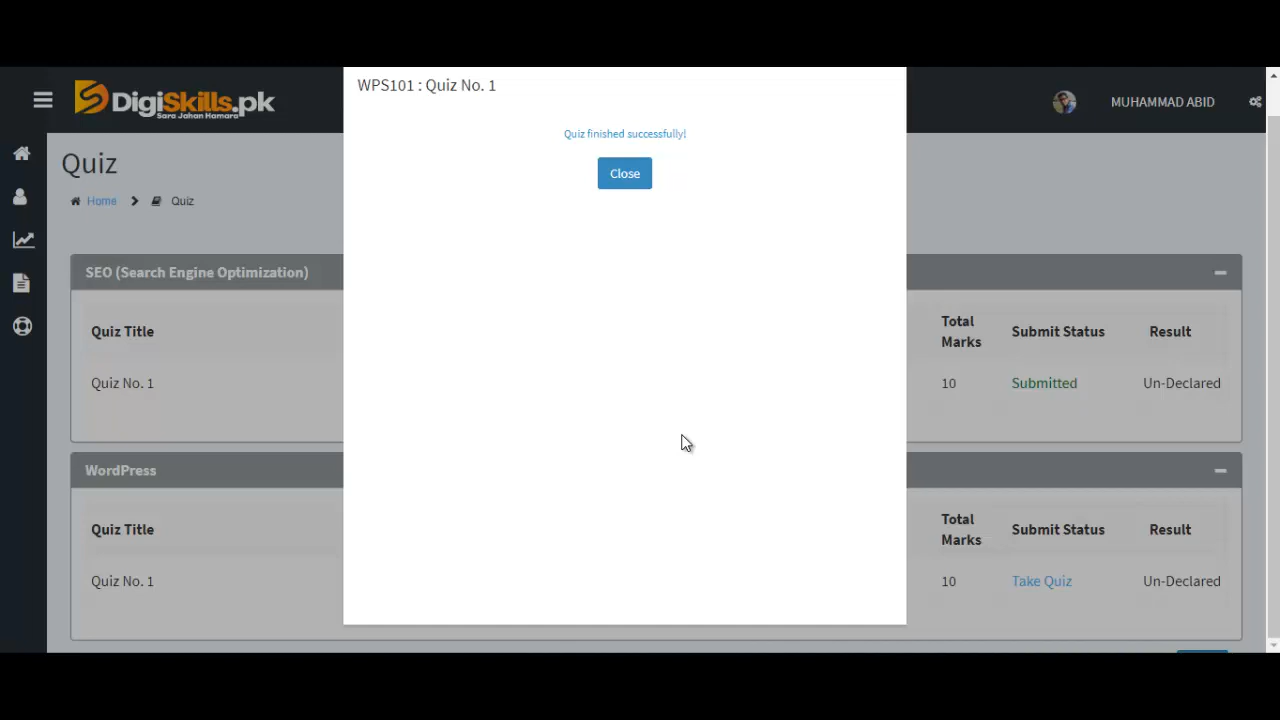 DigiSkills.pk
Sara Jahan Hamara
MUHAMMAD ABID
WPS101 : Quiz No. 1
Quiz finished successfully!
Close
Quiz
Home
Quiz
SEO (Search Engine Optimization)
Quiz Title
Total Marks
Submit Status
Result
Quiz No. 1
10
Submitted
Un-Declared
WordPress
Quiz Title
Total Marks
Submit Status
Result
Quiz No. 1
10
Take Quiz
Un-Declared